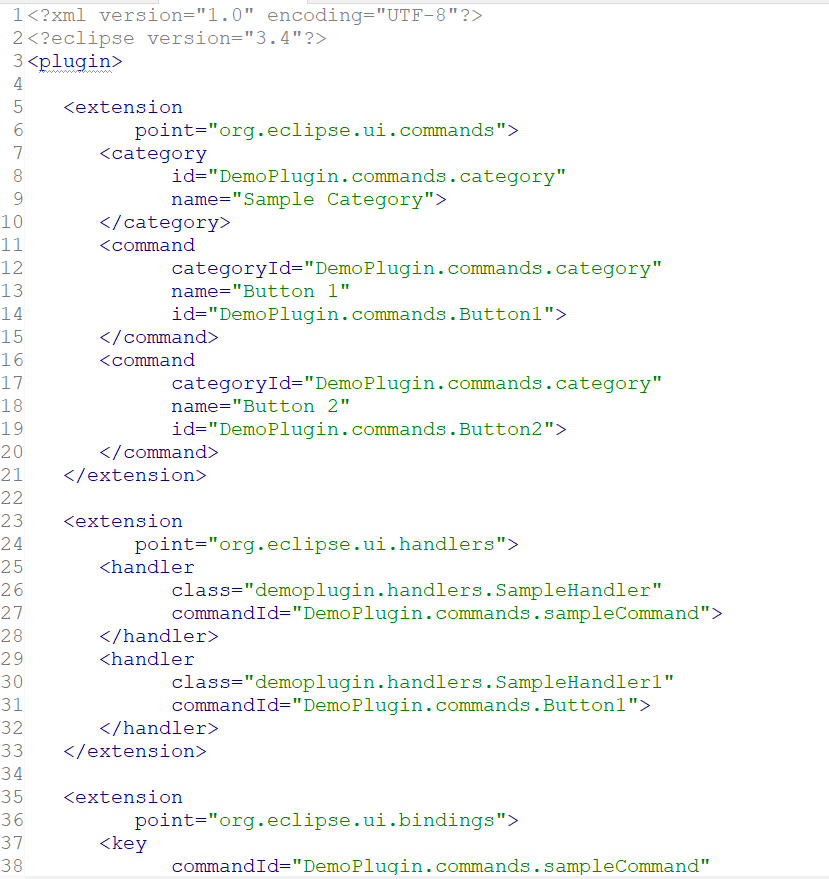 1<?xml version="1.0" encoding="UTF-8"?>
2<?eclipse version="3.4"?>
3<plugin>
4
5   <extension
6         point="org.eclipse.ui.commands">
7      <category
8            id="DemoPlugin.commands.category"
9            name="Sample Category">
10      </category>
11      <command
12            categoryId="DemoPlugin.commands.category"
13            name="Button 1"
14            id="DemoPlugin.commands.Button1">
15      </command>
16      <command
17            categoryId="DemoPlugin.commands.category"
18            name="Button 2"
19            id="DemoPlugin.commands.Button2">
20      </command>
21   </extension>
22
23   <extension
24         point="org.eclipse.ui.handlers">
25      <handler
26            class="demoplugin.handlers.SampleHandler"
27            commandId="DemoPlugin.commands.sampleCommand">
28      </handler>
29      <handler
30            class="demoplugin.handlers.SampleHandler1"
31            commandId="DemoPlugin.commands.Button1">
32      </handler>
33   </extension>
34
35   <extension
36         point="org.eclipse.ui.bindings">
37      <key
38            commandId="DemoPlugin.commands.sampleCommand"